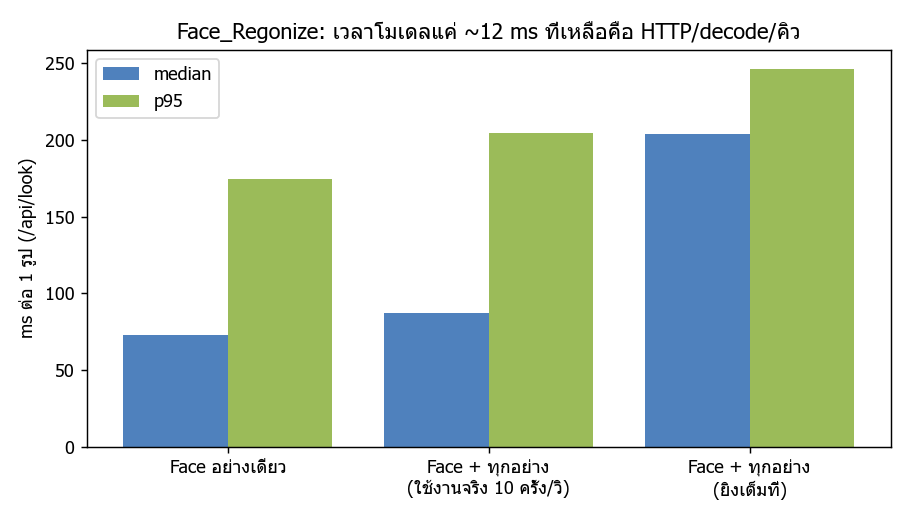 Face_Regonize: เวลาโมเดลแค่ ~12 ms ที่เหลือคือ HTTP/decode/คิว
median
p95
ms ต่อ 1 รูป (/api/look)
250
200
150
100
50
0
Face อย่างเดียว
Face + ทุกอย่าง
(ใช้งานจริง 10 ครั้ง/วิ)
Face + ทุกอย่าง
(ยิงเต็มที่)